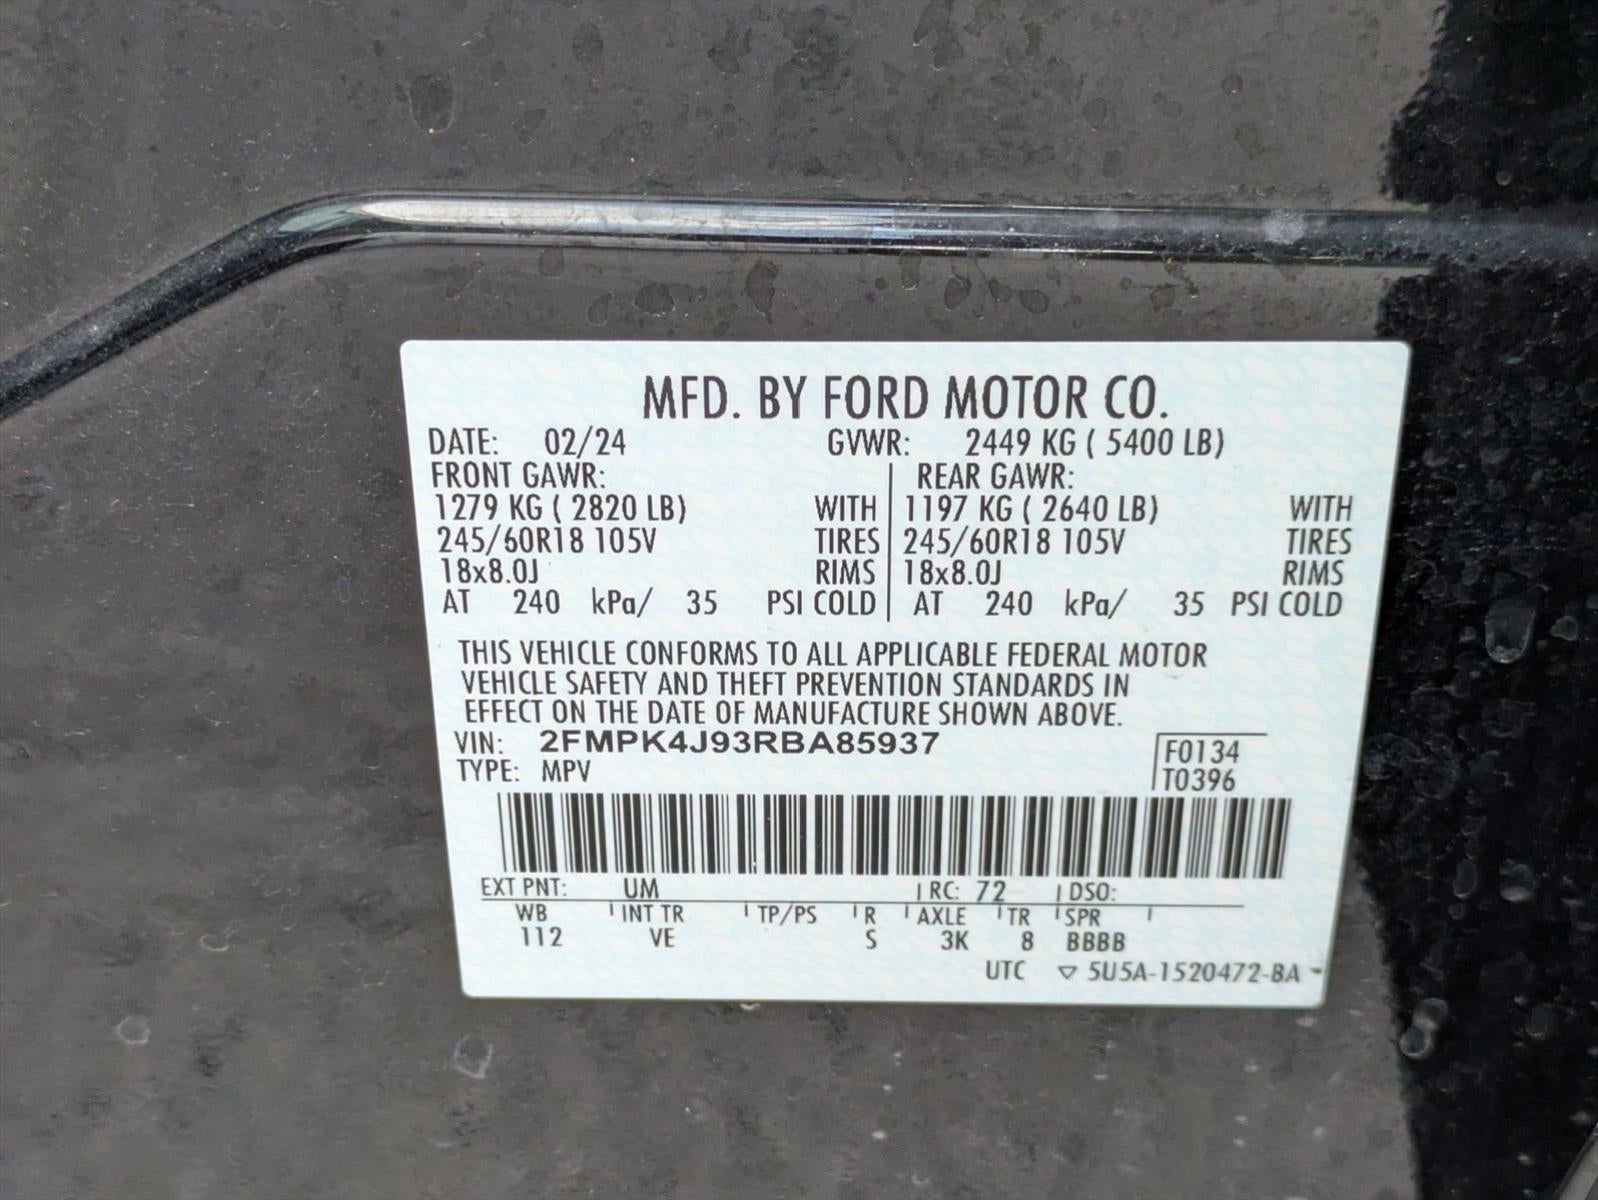 MFD. BY FORD MOTOR CO.
DATE: 02/24 GVWR: 2449 KG ( 5400 LB)
FRONT GAWR: REAR GAWR:
1279 KG ( 2820 LB) WITH 1197 KG ( 2640 LB) WITH
245/60R18 105V TIRES 245/60R18 105V TIRES
18x8.0J RIMS 18x8.0J RIMS
AT 240 kPa/ 35 PSI COLD AT 240 kPa/ 35 PSI COLD
THIS VEHICLE CONFORMS TO ALL APPLICABLE FEDERAL MOTOR
VEHICLE SAFETY AND THEFT PREVENTION STANDARDS IN
EFFECT ON THE DATE OF MANUFACTURE SHOWN ABOVE.
VIN: 2FMPK4J93RBA85937 F0134
TYPE: MPV T0396
EXT PNT: UM RC: 72 DSO:
WB INT TR TP/PS R AXLE TR SPR
112 VE S 3K 8 BBBB
UTC ▽ 5U5A-1520472-BA